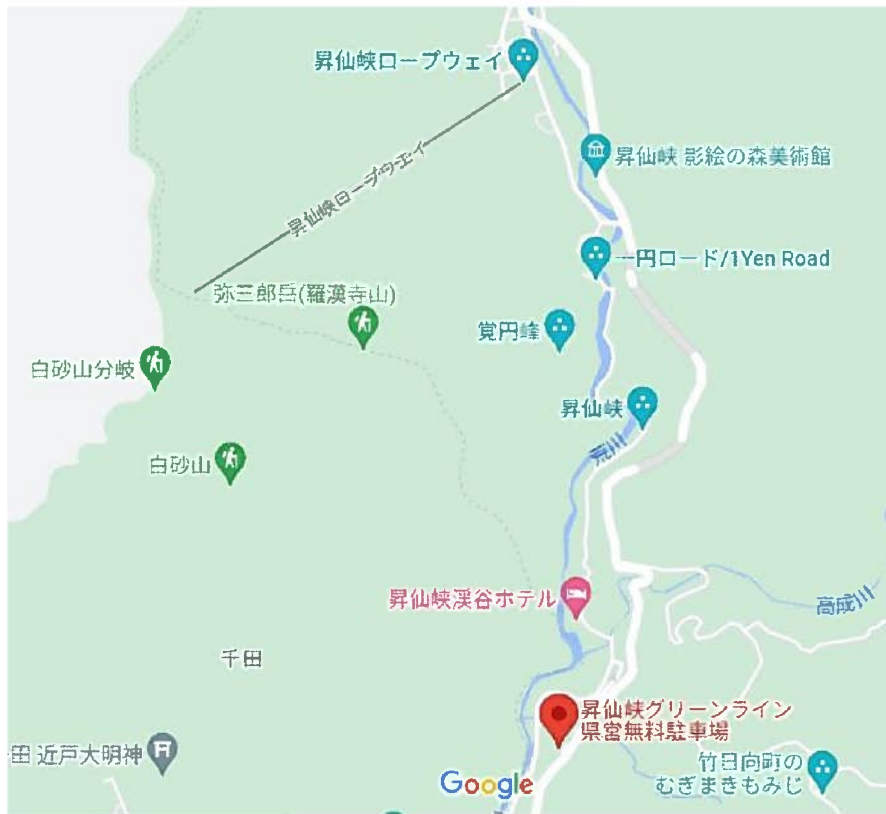 昇仙峡ロープウェイ
昇仙峡ロープウエイ
昇仙峡 影絵の森美術館
一円ロード/1Yen Road
弥三郎岳(羅漢寺山)
覚円峰
白砂山分岐
昇仙峡
荒川
白砂山
昇仙峡渓谷ホテル
高成川
千田
昇仙峡グリーンライン
県営無料駐車場
田 近戸大明神
竹日向町の
むぎまきもみじ
Google